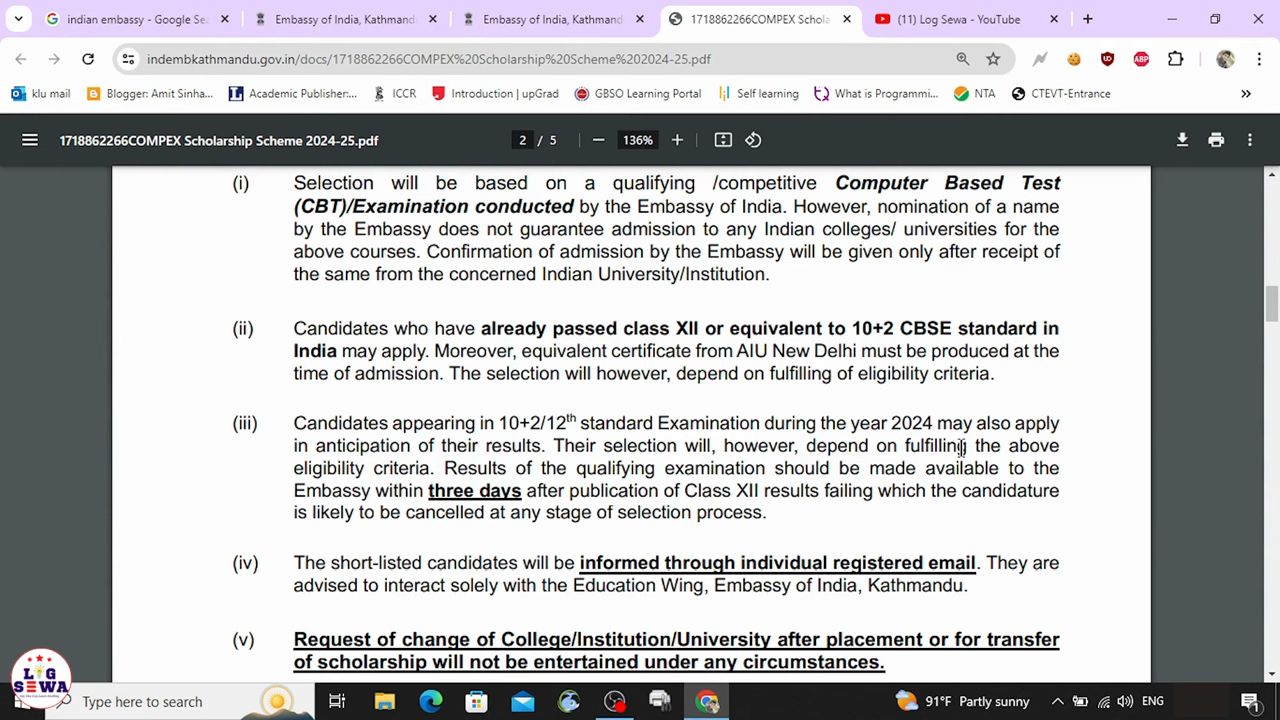 indian embassy - Google Se
Embassy of India, Kathmand
Embassy of India, Kathmand
1718862266COMPEX Schola
(11) Log Sewa - YouTube
indembkathmandu.gov.in/docs/1718862266COMPEX%20Scholarship%20Scheme%202024-25.pdf
klu mail
Blogger: Amit Sinha...
Academic Publisher:...
ICCR
Introduction | upGrad
GBSO Learning Portal
Self learning
What is Programmi...
NTA
CTEVT-Entrance
1718862266COMPEX Scholarship Scheme 2024-25.pdf
2 / 5
136%
(i) Selection will be based on a qualifying /competitive Computer Based Test
(CBT)/Examination conducted by the Embassy of India. However, nomination of a name
by the Embassy does not guarantee admission to any Indian colleges/ universities for the
above courses. Confirmation of admission by the Embassy will be given only after receipt of
the same from the concerned Indian University/Institution.
(ii) Candidates who have already passed class XII or equivalent to 10+2 CBSE standard in
India may apply. Moreover, equivalent certificate from AIU New Delhi must be produced at the
time of admission. The selection will however, depend on fulfilling of eligibility criteria.
(iii) Candidates appearing in 10+2/12th standard Examination during the year 2024 may also apply
in anticipation of their results. Their selection will, however, depend on fulfilling the above
eligibility criteria. Results of the qualifying examination should be made available to the
Embassy within three days after publication of Class XII results failing which the candidature
is likely to be cancelled at any stage of selection process.
(iv) The short-listed candidates will be informed through individual registered email. They are
advised to interact solely with the Education Wing, Embassy of India, Kathmandu.
(v) Request of change of College/Institution/University after placement or for transfer
of scholarship will not be entertained under any circumstances.
LOG
SEWA
Type here to search
91°F Partly sunny
ENG